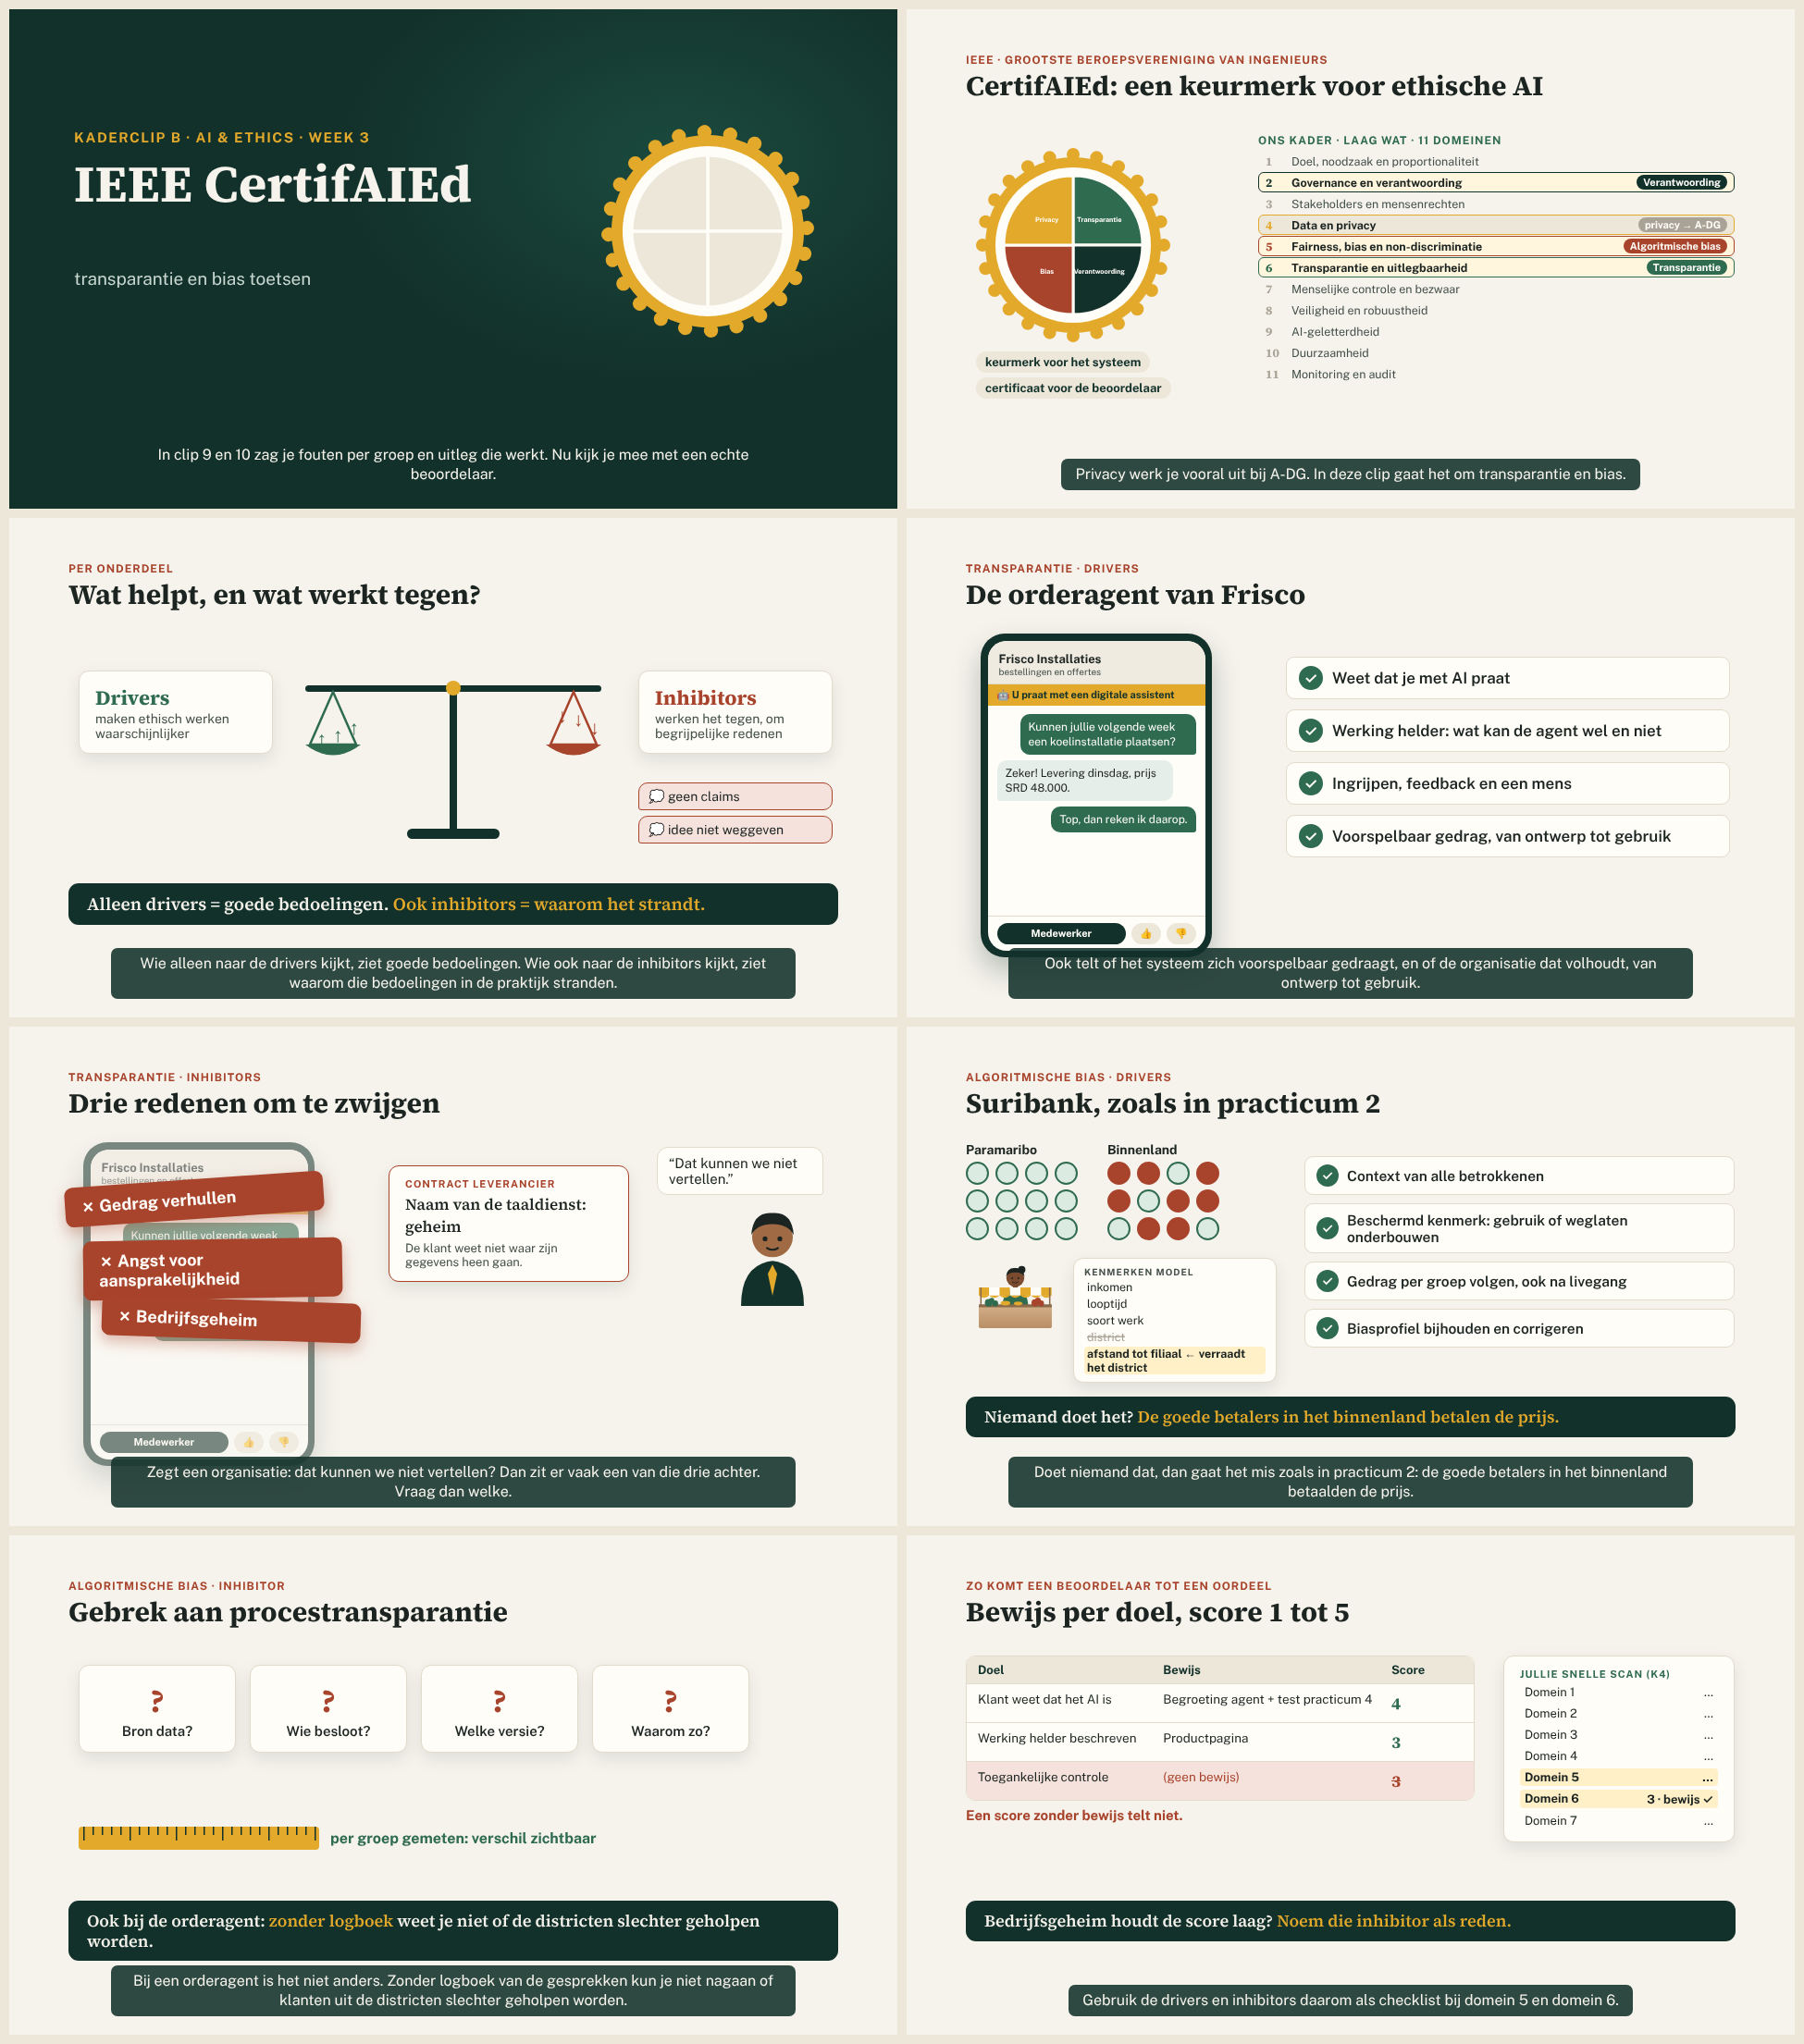 KADERCLIP B · AI & ETHICS · WEEK 3
IEEE CertifAIEd
transparantie en bias toetsen
In clip 9 en 10 zag je fouten per groep en uitleg die werkt. Nu kijk je mee met een echte
beoordelaar.
IEEE · GROOTSTE BEROEPSVERENIGING VAN INGENIEURS
CertifAIEd: een keurmerk voor ethische AI
Privacy
Transparantie
Bias
Verantwoording
keurmerk voor het systeem
certificaat voor de beoordelaar
ONS KADER · LAAG WAT · 11 DOMEINEN
1 Doel, noodzaak en proportionaliteit
2 Governance en verantwoording Verantwoording
3 Stakeholders en mensenrechten
4 Data en privacy privacy → A-DG
5 Fairness, bias en non-discriminatie Algoritmische bias
6 Transparantie en uitlegbaarheid Transparantie
7 Menselijke controle en bezwaar
8 Veiligheid en robuustheid
9 AI-geletterdheid
10 Duurzaamheid
11 Monitoring en audit
Privacy werk je vooral uit bij A-DG. In deze clip gaat het om transparantie en bias.
PER ONDERDEEL
Wat helpt, en wat werkt tegen?
Drivers
maken ethisch werken
waarschijnlijker
↑ ↑ ↑
↓ ↓ ↓
Inhibitors
werken het tegen, om
begrijpelijke redenen
💭 geen claims
💭 idee niet weggeven
Alleen drivers = goede bedoelingen. Ook inhibitors = waarom het strandt.
Wie alleen naar de drivers kijkt, ziet goede bedoelingen. Wie ook naar de inhibitors kijkt, ziet
waarom die bedoelingen in de praktijk stranden.
TRANSPARANTIE · DRIVERS
De orderagent van Frisco
Frisco Installaties
bestellingen en offertes
🤖 U praat met een digitale assistent
Kunnen jullie volgende week
een koelinstallatie plaatsen?
Zeker! Levering dinsdag, prijs
SRD 48.000.
Top, dan reken ik daarop.
Medewerker 👍 👎
Weet dat je met AI praat
Werking helder: wat kan de agent wel en niet
Ingrijpen, feedback en een mens
Voorspelbaar gedrag, van ontwerp tot gebruik
Ook telt of het systeem zich voorspelbaar gedraagt, en of de organisatie dat volhoudt, van
ontwerp tot gebruik.
TRANSPARANTIE · INHIBITORS
Drie redenen om te zwijgen
Frisco Installaties
× Gedrag verhullen
Kunnen jullie volgende week
× Angst voor
aansprakelijkheid
× Bedrijfsgeheim
Medewerker 👍 👎
CONTRACT LEVERANCIER
Naam van de taaldienst:
geheim
De klant weet niet waar zijn
gegevens heen gaan.
“Dat kunnen we niet
vertellen.”
Zegt een organisatie: dat kunnen we niet vertellen? Dan zit er vaak een van die drie achter.
Vraag dan welke.
ALGORITMISCHE BIAS · DRIVERS
Suribank, zoals in practicum 2
Paramaribo
Binnenland
KENMERKEN MODEL
inkomen
looptijd
soort werk
district
afstand tot filiaal ← verraadt
het district
Context van alle betrokkenen
Beschermd kenmerk: gebruik of weglaten
onderbouwen
Gedrag per groep volgen, ook na livegang
Biasprofiel bijhouden en corrigeren
Niemand doet het? De goede betalers in het binnenland betalen de prijs.
Doet niemand dat, dan gaat het mis zoals in practicum 2: de goede betalers in het binnenland
betaalden de prijs.
ALGORITMISCHE BIAS · INHIBITOR
Gebrek aan procestransparantie
? ? ? ?
Bron data? Wie besloot? Welke versie? Waarom zo?
per groep gemeten: verschil zichtbaar
Ook bij de orderagent: zonder logboek weet je niet of de districten slechter geholpen
worden.
Bij een orderagent is het niet anders. Zonder logboek van de gesprekken kun je niet nagaan of
klanten uit de districten slechter geholpen worden.
ZO KOMT EEN BEOORDELAAR TOT EEN OORDEEL
Bewijs per doel, score 1 tot 5
Doel Bewijs Score
Klant weet dat het AI is Begroeting agent + test practicum 4 4
Werking helder beschreven Productpagina 3
Toegankelijke controle (geen bewijs) 3
Een score zonder bewijs telt niet.
JULLIE SNELLE SCAN (K4)
Domein 1 ...
Domein 2 ...
Domein 3 ...
Domein 4 ...
Domein 5 ...
Domein 6 3 · bewijs ✓
Domein 7 ...
Bedrijfsgeheim houdt de score laag? Noem die inhibitor als reden.
Gebruik de drivers en inhibitors daarom als checklist bij domein 5 en domein 6.